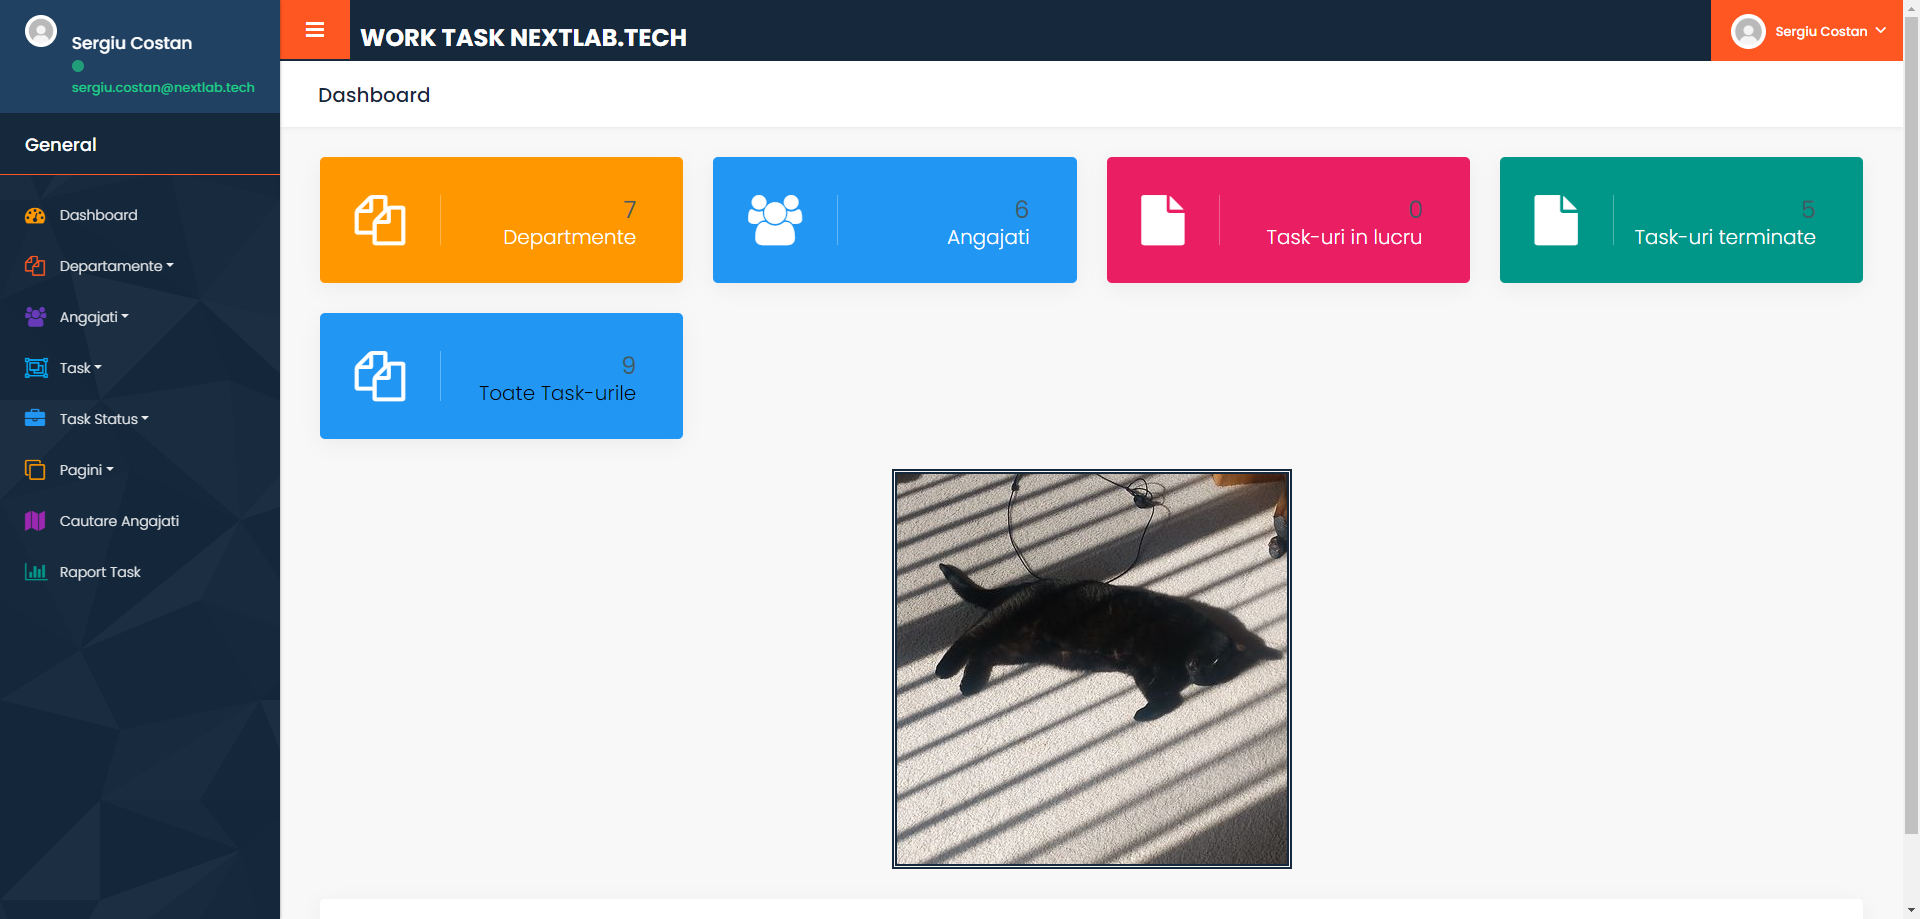 Sergiu Costan
sergiu.costan@nextlab.tech
General
Dashboard
Departamente
Angajati
Task
Task Status
Pagini
Cautare Angajati
Raport Task
WORK TASK NEXTLAB.TECH
Sergiu Costan
Dashboard
7
Departmente
6
Angajati
0
Task-uri in lucru
5
Task-uri terminate
9
Toate Task-urile